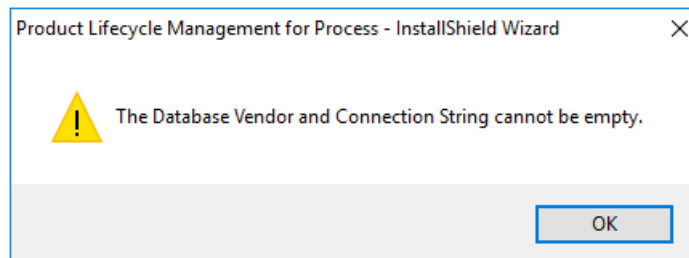 Product Lifecycle Management for Process - InstallShield Wizard
The Database Vendor and Connection String cannot be empty.
OK